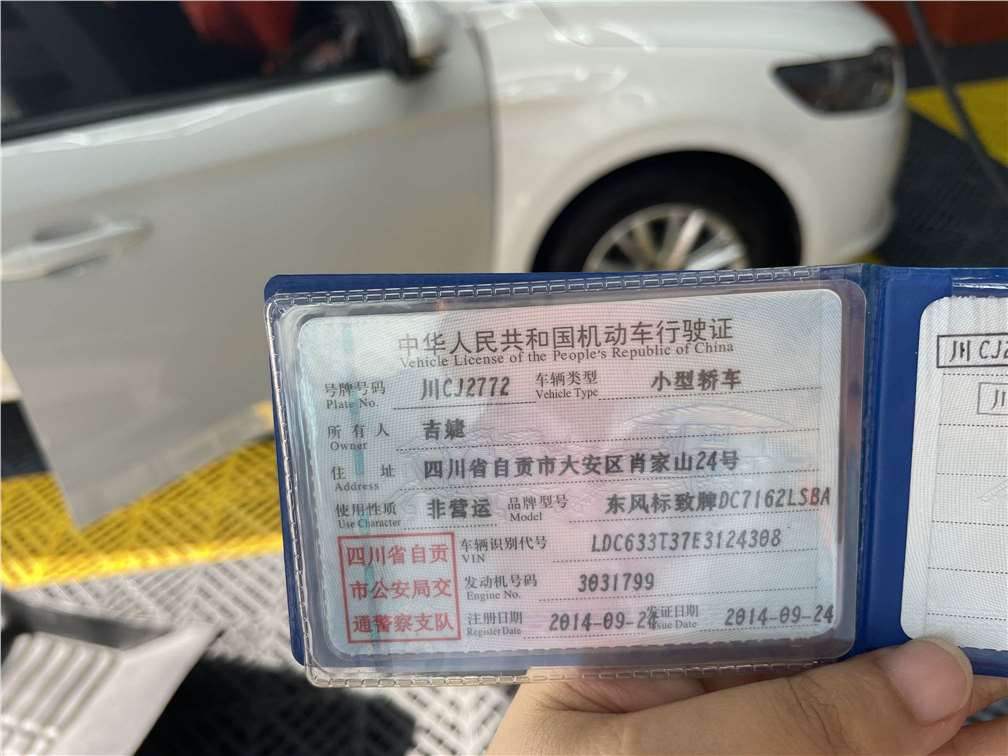 中华人民共和国机动车行驶证
Vehicle License of the People's Republic of China
号牌号码 川CJ2772 车辆类型 小型轿车
Plate No. Vehicle Type
所有人 吉婕
Owner
住址 四川省自贡市大安区肖家山24号
Address
使用性质 非营运 品牌型号 东风标致牌DC7162LSBA
Use Character Model
四川省自贡
市公安局交
通警察支队
车辆识别代号 LDC633T37E3124308
VIN
发动机号码 3031799
Engine No.
注册日期 2014-09-24 发证日期 2014-09-24
Register Date Issue Date
川CJ2
川